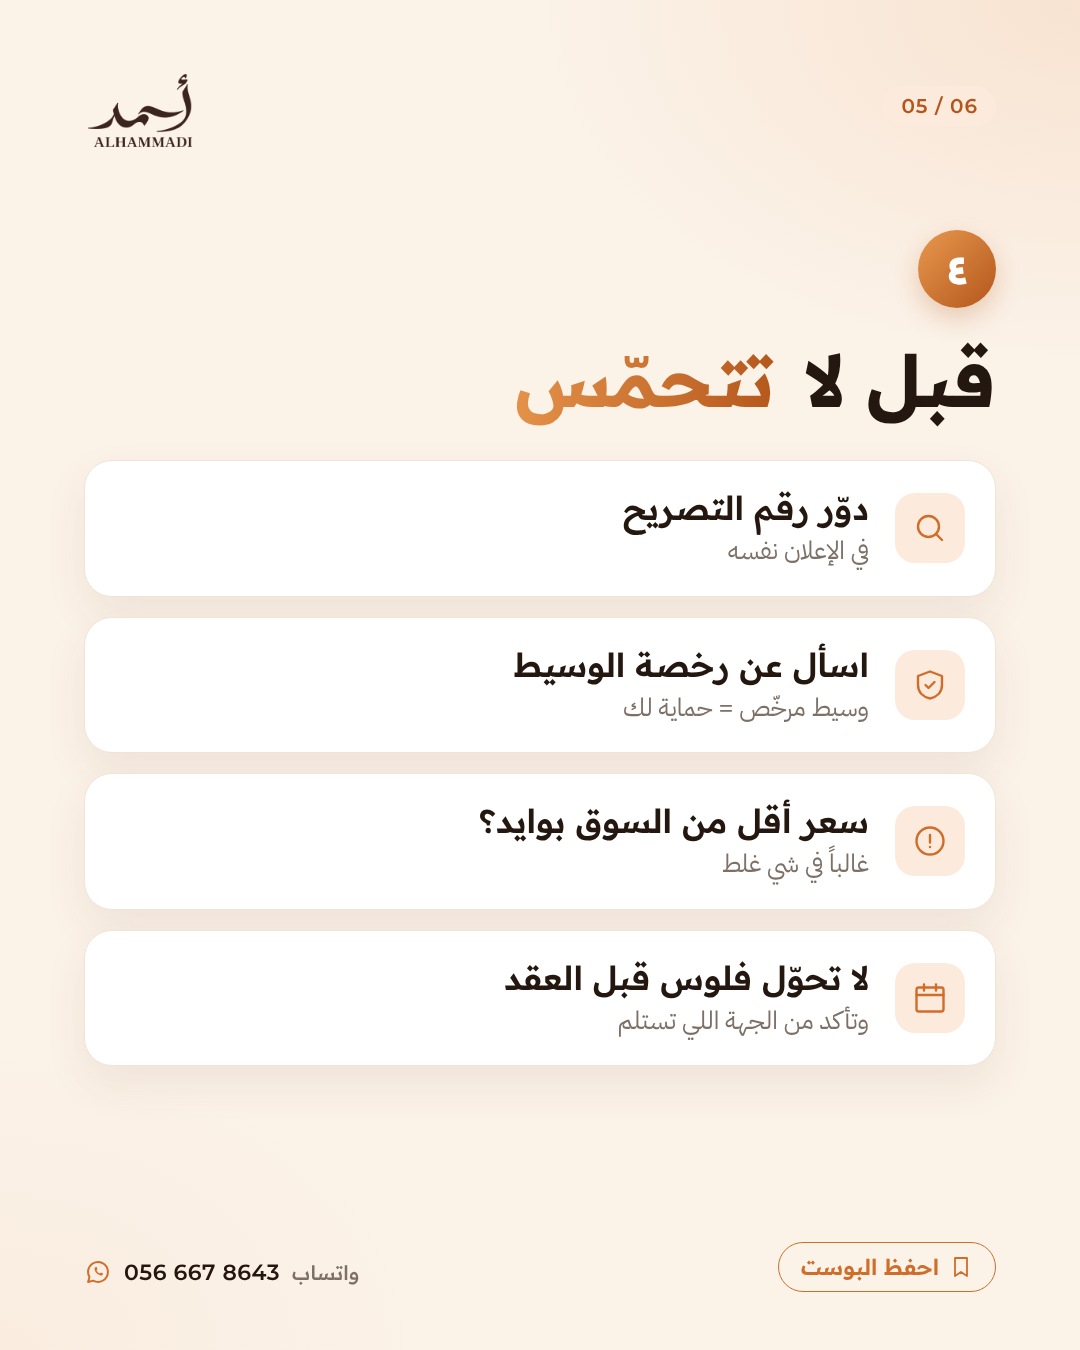 أحمد
ALHAMMADI
05 / 06
٤
قبل لا تتحمّس
دوّر رقم التصريح
في الإعلان نفسه
اسأل عن رخصة الوسيط
وسيط مرخّص = حماية لك
سعر أقل من السوق بوايد؟
غالباً في شي غلط
لا تحوّل فلوس قبل العقد
وتأكد من الجهة اللي تستلم
احفظ البوست
واتساب 056 667 8643